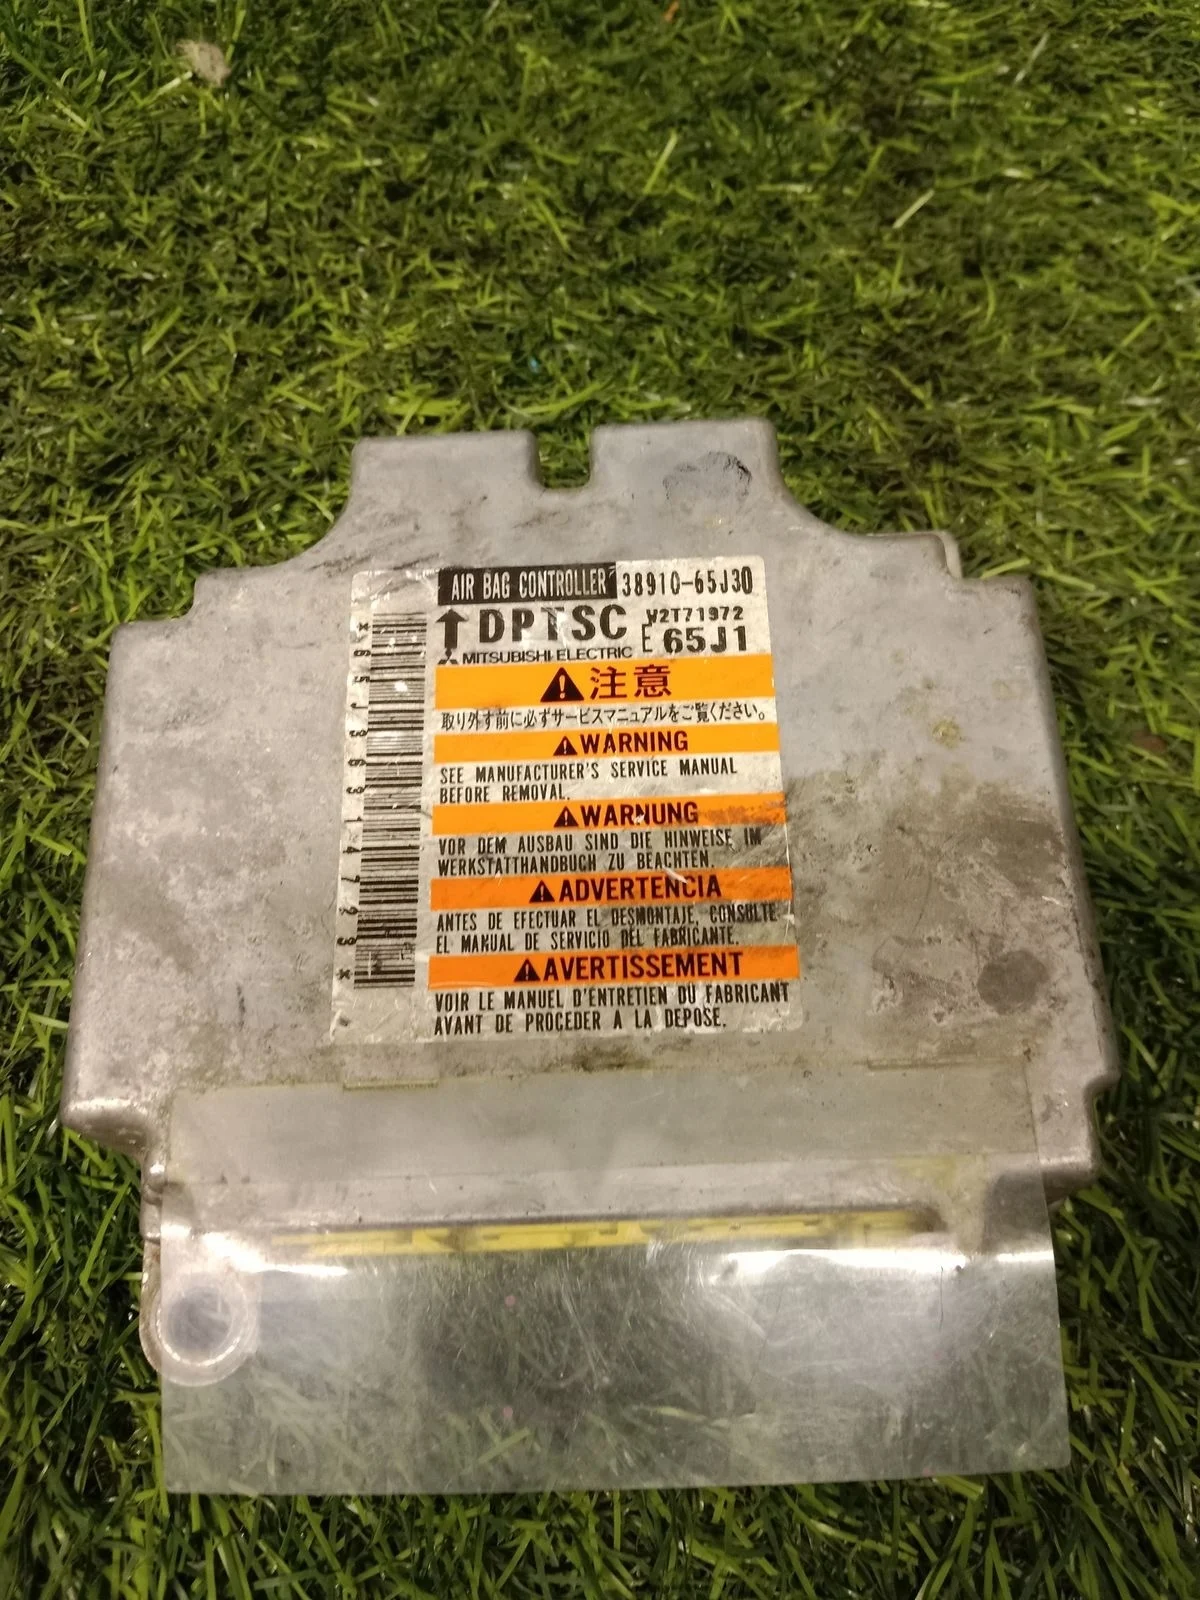 AIR BAG CONTROLLER 38910-65J30
DPTSC W2T71972
E 65J1
MITSUBISHI ELECTRIC
注意
取り外す前に必ずサービスマニュアルをご覧ください。
WARNING
SEE MANUFACTURER'S SERVICE MANUAL
BEFORE REMOVAL.
WARNUNG
VOR DEM AUSBAU SIND DIE HINWEISE IM
WERKSTATTHANDBUCH ZU BEACHTEN.
ADVERTENCIA
ANTES DE EFECTUAR EL DESMONTAJE, CONSULTE
EL MANUAL DE SERVICIO DEL FABRICANTE.
AVERTISSEMENT
VOIR LE MANUEL D'ENTRETIEN DU FABRICANT
AVANT DE PROCEDER A LA DEPOSE.